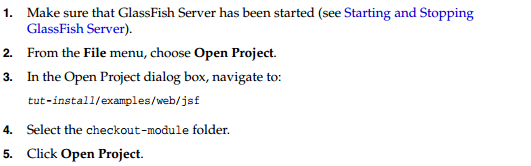 1. Make sure that GlassFish Server has been started (see Starting and Stopping
GlassFish Server).
2. From the File menu, choose Open Project.
3. In the Open Project dialog box, navigate to:
tut-install/examples/web/jsf
4. Select the checkout-module folder.
5. Click Open Project.